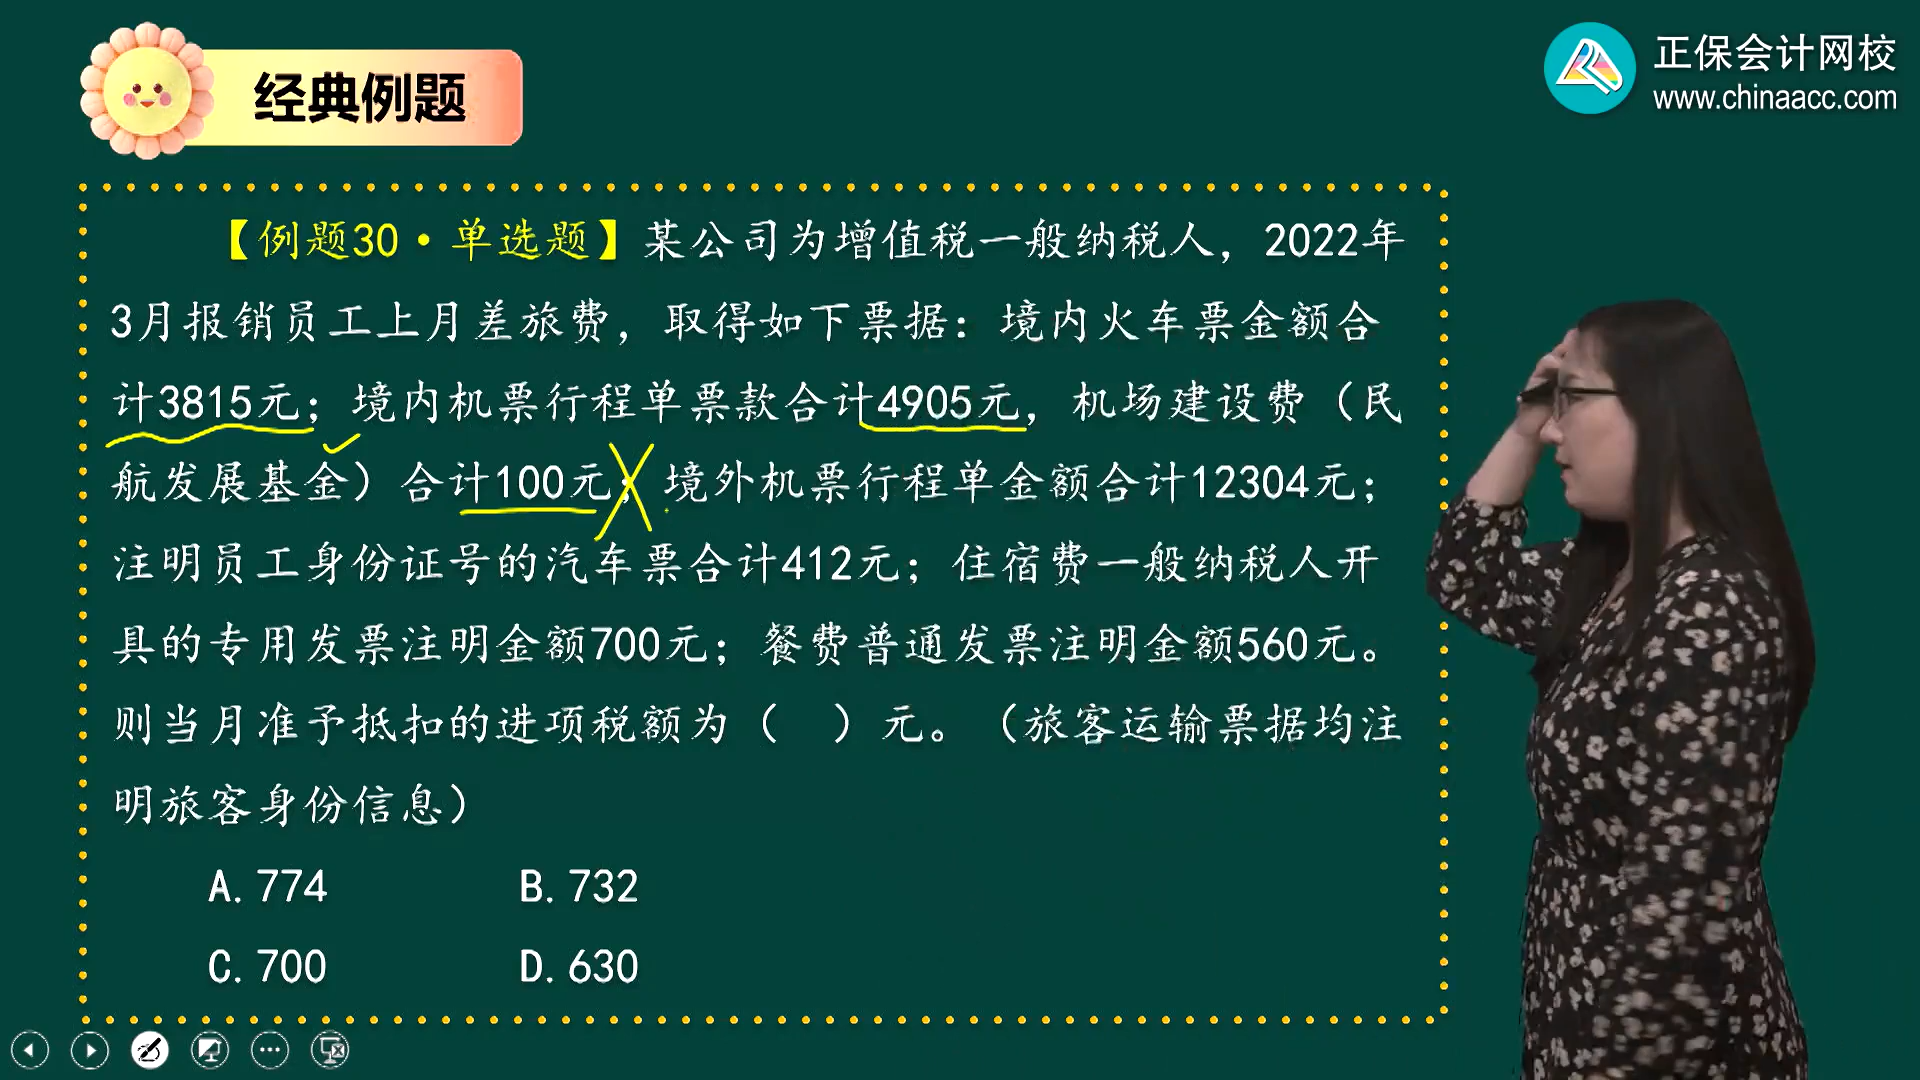 经典例题
正保会计网校
www.chinaacc.com
【例题30·单选题】某公司为增值税一般纳税人，2022年
3月报销员工上月差旅费，取得如下票据：境内火车票金额合
计3815元；境内机票行程单票款合计4905元，机场建设费（民
航发展基金）合计100元；境外机票行程单金额合计12304元；
注明员工身份证号的汽车票合计412元；住宿费一般纳税人开
具的专用发票注明金额700元；餐费普通发票注明金额560元。
则当月准予抵扣的进项税额为（　）元。（旅客运输票据均注
明旅客身份信息）
A. 774　B. 732
C. 700　D. 630